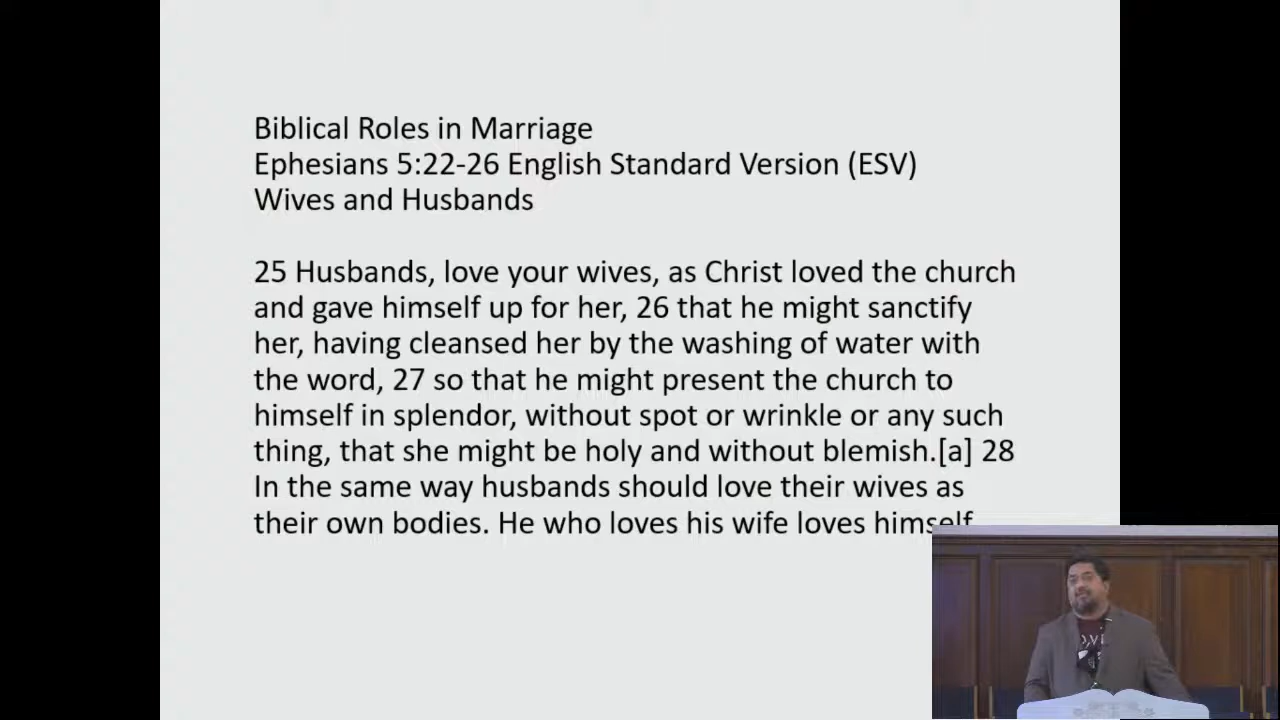 Biblical Roles in Marriage
Ephesians 5:22-26 English Standard Version (ESV)
Wives and Husbands
25 Husbands, love your wives, as Christ loved the church
and gave himself up for her, 26 that he might sanctify
her, having cleansed her by the washing of water with
the word, 27 so that he might present the church to
himself in splendor, without spot or wrinkle or any such
thing, that she might be holy and without blemish.[a] 28
In the same way husbands should love their wives as
their own bodies. He who loves his wife loves himself